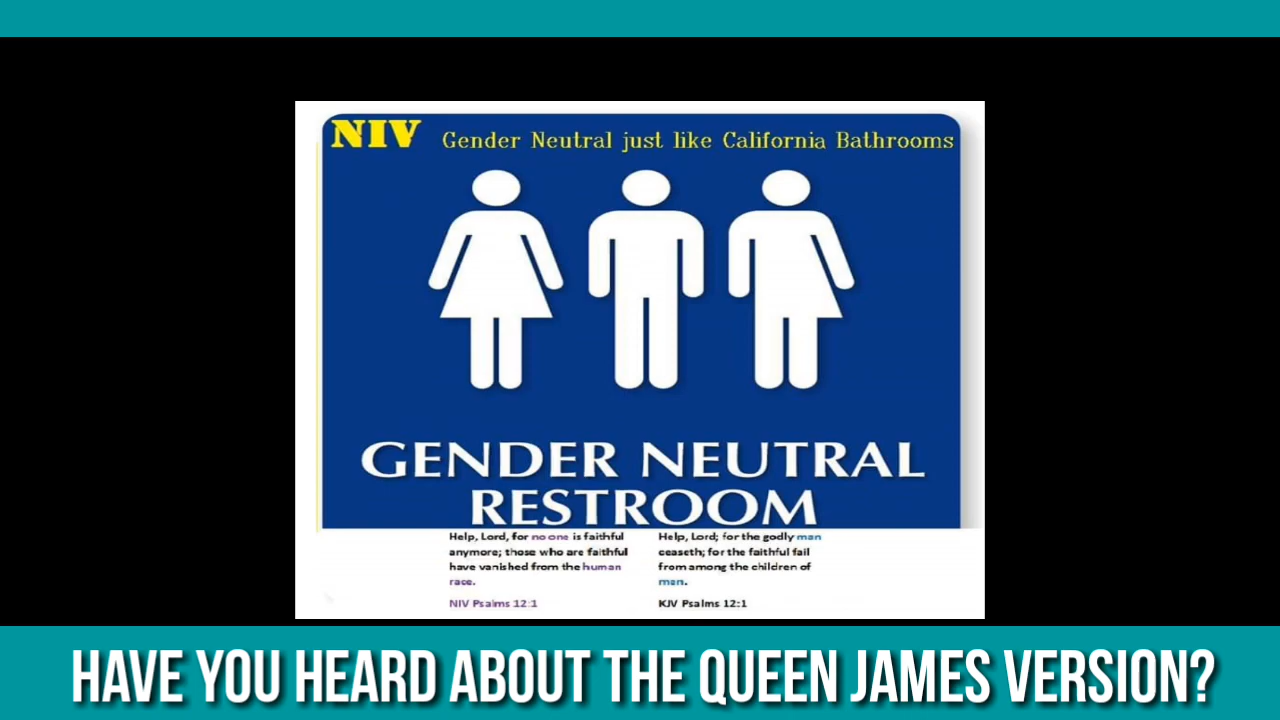 NIV Gender Neutral just like California Bathrooms
GENDER NEUTRAL
RESTROOM
Help, Lord, for no one is faithful
anymore; those who are faithful
have vanished from the human
race.
NIV Psalms 12:1
Help, Lord; for the godly man
ceaseth; for the faithful fail
from among the children of
men.
KJV Psalms 12:1
HAVE YOU HEARD ABOUT THE QUEEN JAMES VERSION?